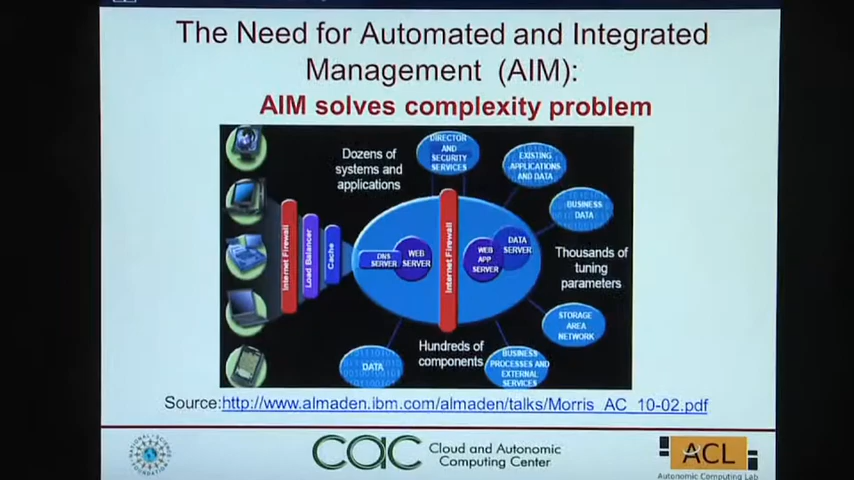 The Need for Automated and Integrated
Management (AIM):
AIM solves complexity problem
Dozens of
systems and
applications
DIRECTOR
AND
SECURITY
SERVICES
EXISTING
APPLICATIONS
AND DATA
BUSINESS
DATA
Internet Firewall
Load Balancer
Cache
DNS
SERVER
WEB
SERVER
Internet Firewall
WEB
APP
SERVER
DATA
SERVER
Thousands of
tuning
parameters
STORAGE
AREA
NETWORK
Hundreds of
components
DATA
BUSINESS
PROCESSES AND
EXTERNAL
SERVICES
Source:http://www.almaden.ibm.com/almaden/talks/Morris_AC_10-02.pdf
NATIONAL SCIENCE
FOUNDATION
CAC
Cloud and Autonomic
Computing Center
ACL
Autonomic Computing Lab